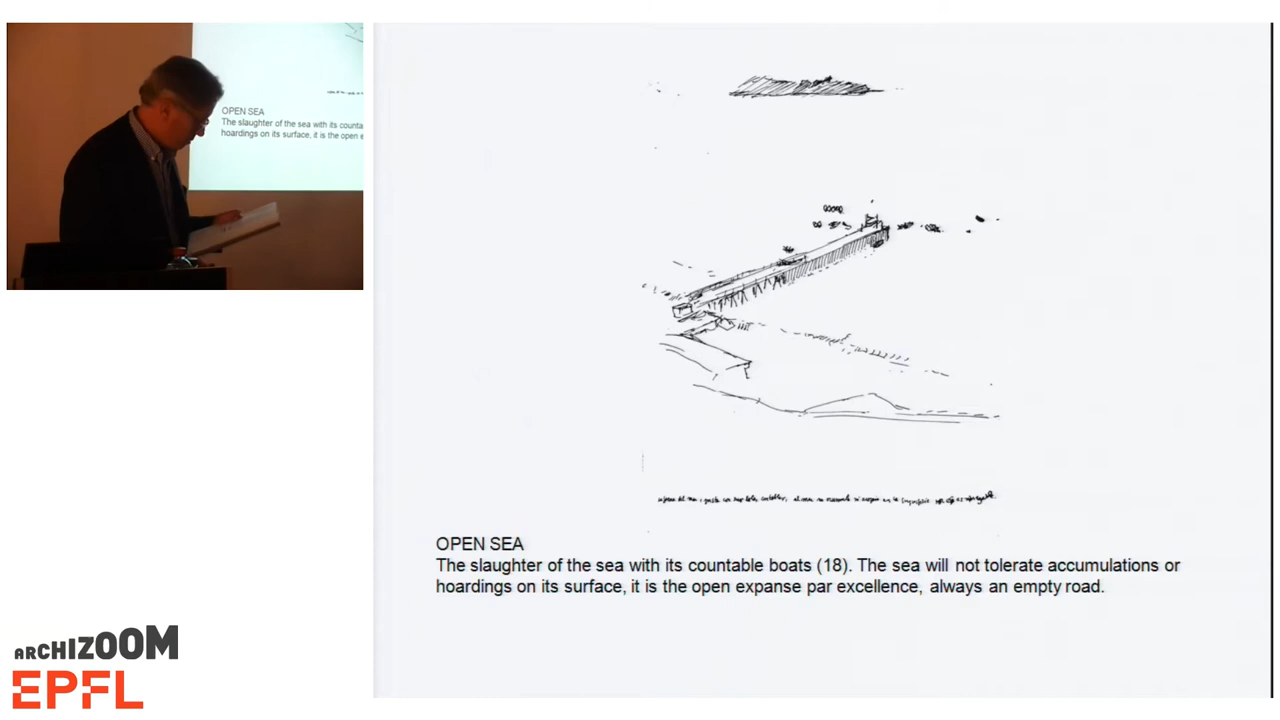 OPEN SEA
The slaughter of the sea with its counta
hoardings on its surface, it is the open e
OPEN SEA
The slaughter of the sea with its countable boats (18). The sea will not tolerate accumulations or
hoardings on its surface, it is the open expanse par excellence, always an empty road.
ARCHIZOOM
EPFL